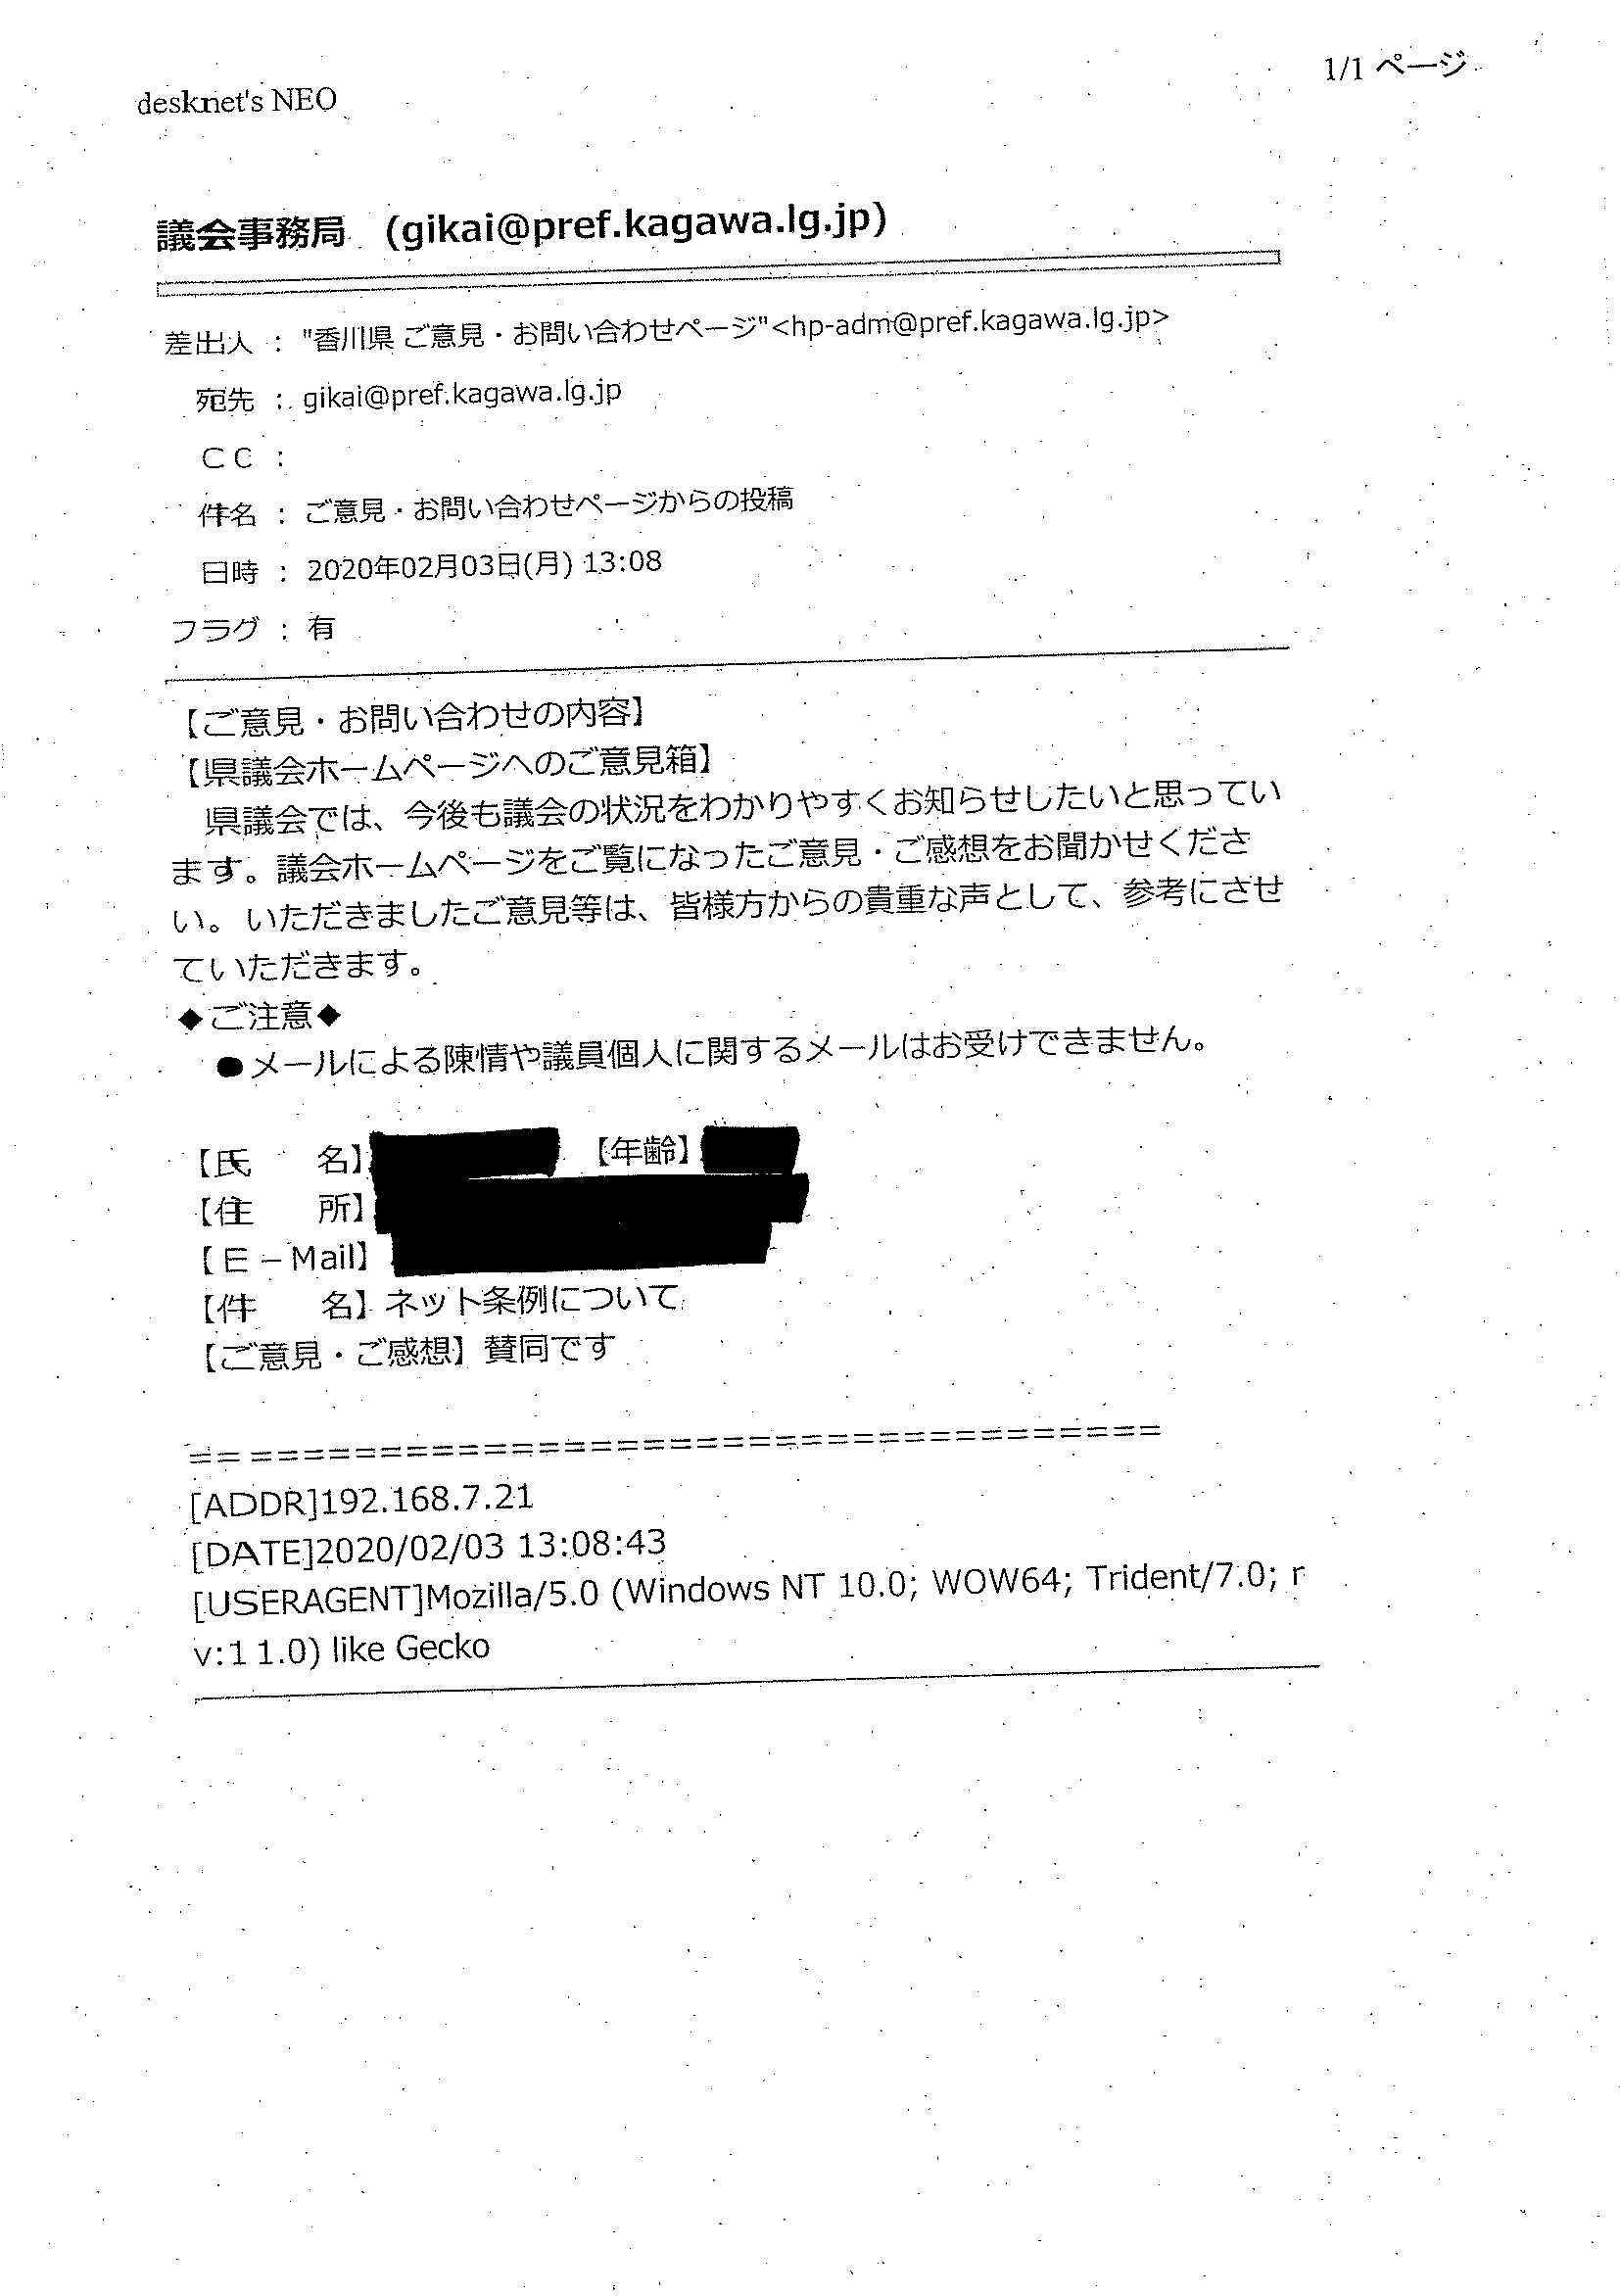 1/1 ページ
desknet's NEO
議会事務局 (gikai@pref.kagawa.lg.jp)
差出人 : "香川県 ご意見・お問い合わせページ"<hp-adm@pref.kagawa.lg.jp>
宛先 : gikai@pref.kagawa.lg.jp
ＣＣ :
件名 : ご意見・お問い合わせページからの投稿
日時 : 2020年02月03日(月) 13:08
フラグ : 有
【ご意見・お問い合わせの内容】
【県議会ホームページへのご意見箱】
県議会では、今後も議会の状況をわかりやすくお知らせしたいと思ってい
ます。議会ホームページをご覧になったご意見・ご感想をお聞かせくださ
い。いただきましたご意見等は、皆様方からの貴重な声として、参考にさせ
ていただきます。
◆ご注意◆
●メールによる陳情や議員個人に関するメールはお受けできません。
【氏　　名】 【年齢】
【住　　所】
【Ｅ－Mail】
【件　　名】ネット条例について
【ご意見・ご感想】賛同です
=====================================
[ADDR]192.168.7.21
[DATE]2020/02/03 13:08:43
[USERAGENT]Mozilla/5.0 (Windows NT 10.0; WOW64; Trident/7.0; r
v:11.0) like Gecko